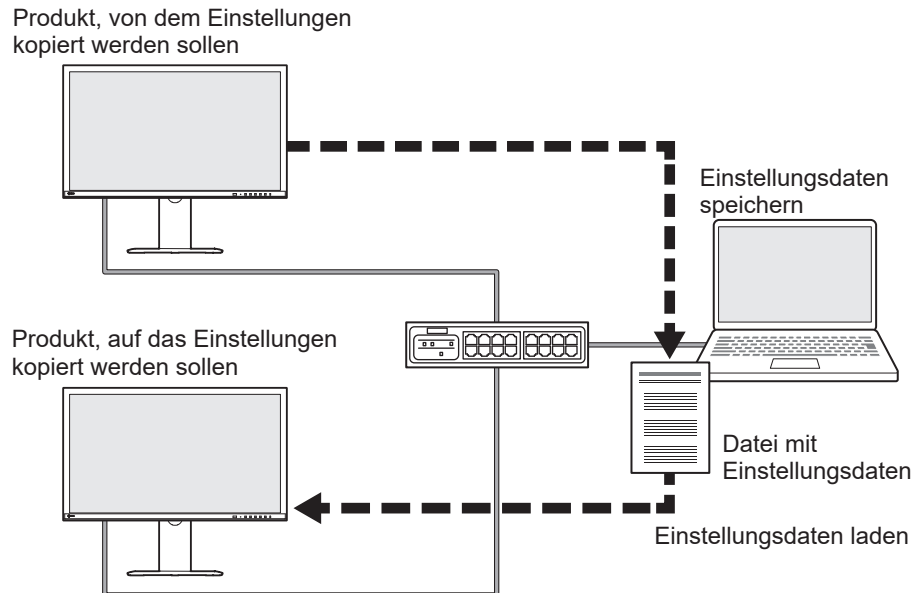 Produkt, von dem Einstellungen
kopiert werden sollen
Einstellungsdaten
speichern
Produkt, auf das Einstellungen
kopiert werden sollen
Datei mit
Einstellungsdaten
Einstellungsdaten laden